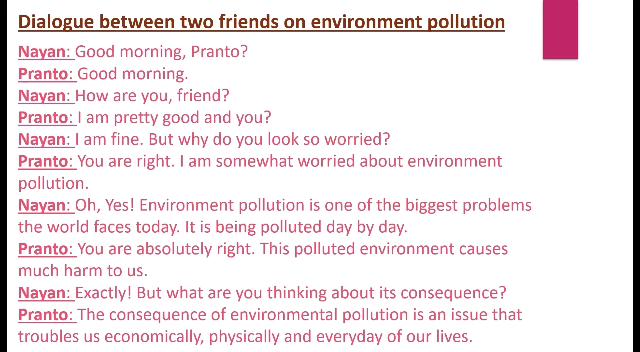 Dialogue between two friends on environment pollution
Nayan: Good morning, Pranto?
Pranto: Good morning.
Nayan: How are you, friend?
Pranto: I am pretty good and you?
Nayan: I am fine. But why do you look so worried?
Pranto: You are right. I am somewhat worried about environment
pollution.
Nayan: Oh, Yes! Environment pollution is one of the biggest problems
the world faces today. It is being polluted day by day.
Pranto: You are absolutely right. This polluted environment causes
much harm to us.
Nayan: Exactly! But what are you thinking about its consequence?
Pranto: The consequence of environmental pollution is an issue that
troubles us economically, physically and everyday of our lives.